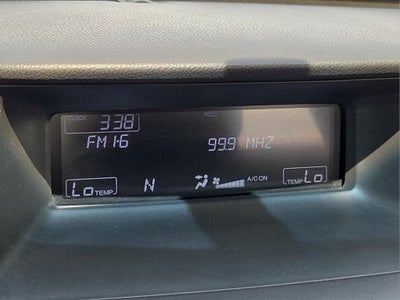 CLOCK 3:38 RDS
FM1-6 99.9 MHZ
Lo TEMP N A/C ON TEMP Lo